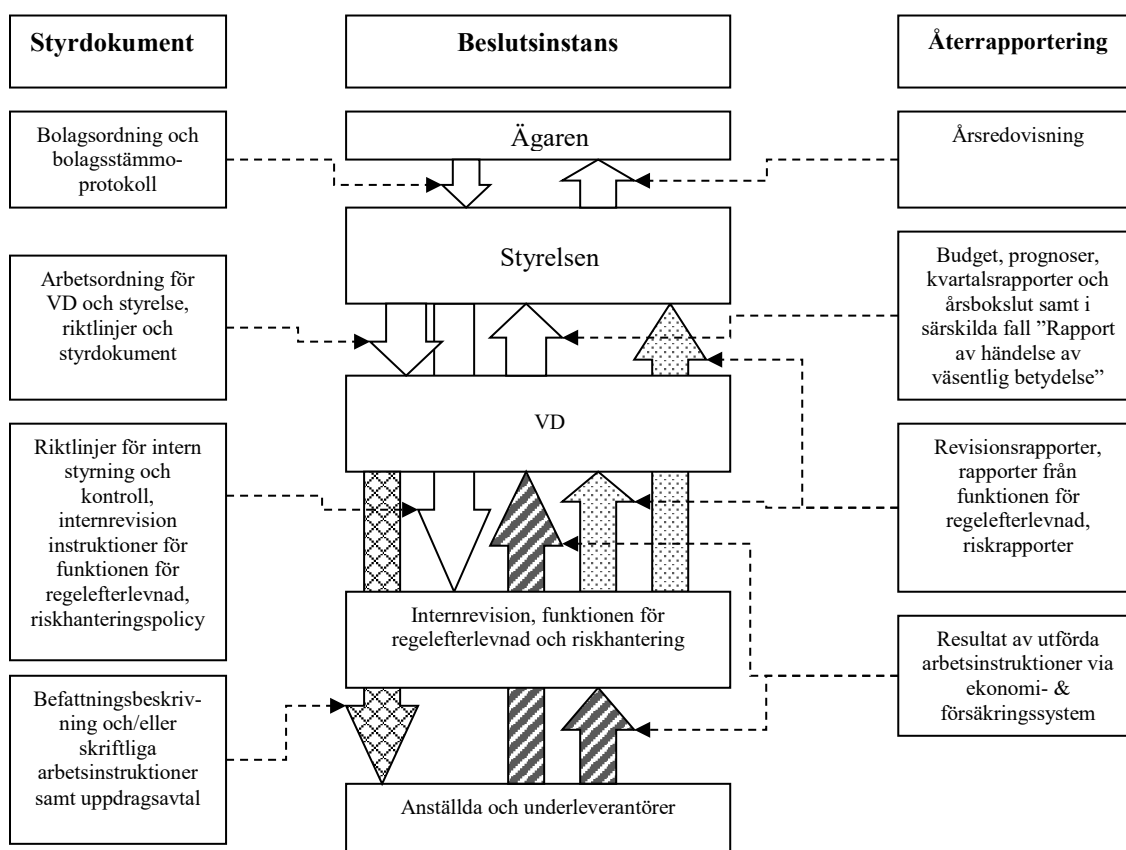 Styrdokument
Beslutsinstans
Återrapportering
Bolagsordning och
bolagsstämmo-
protokoll
Ägaren
Årsredovisning
Styrelsen
Arbetsordning för
VD och styrelse,
riktlinjer och
styrdokument
Budget, prognoser,
kvartalsrapporter och
årsbokslut samt i
särskilda fall ”Rapport
av händelse av
väsentlig betydelse”
VD
Riktlinjer för intern
styrning och
kontroll,
internrevision
instruktioner för
funktionen för
regelefterlevnad,
riskhanteringspolicy
Revisionsrapporter,
rapporter från
funktionen för
regelefterlevnad,
riskrapporter
Internrevision, funktionen för
regelefterlevnad och riskhantering
Resultat av utförda
arbetsinstruktioner via
ekonomi- &
försäkringssystem
Befattningsbeskriv-
ning och/eller
skriftliga
arbetsinstruktioner
samt uppdragsavtal
Anställda och underleverantörer